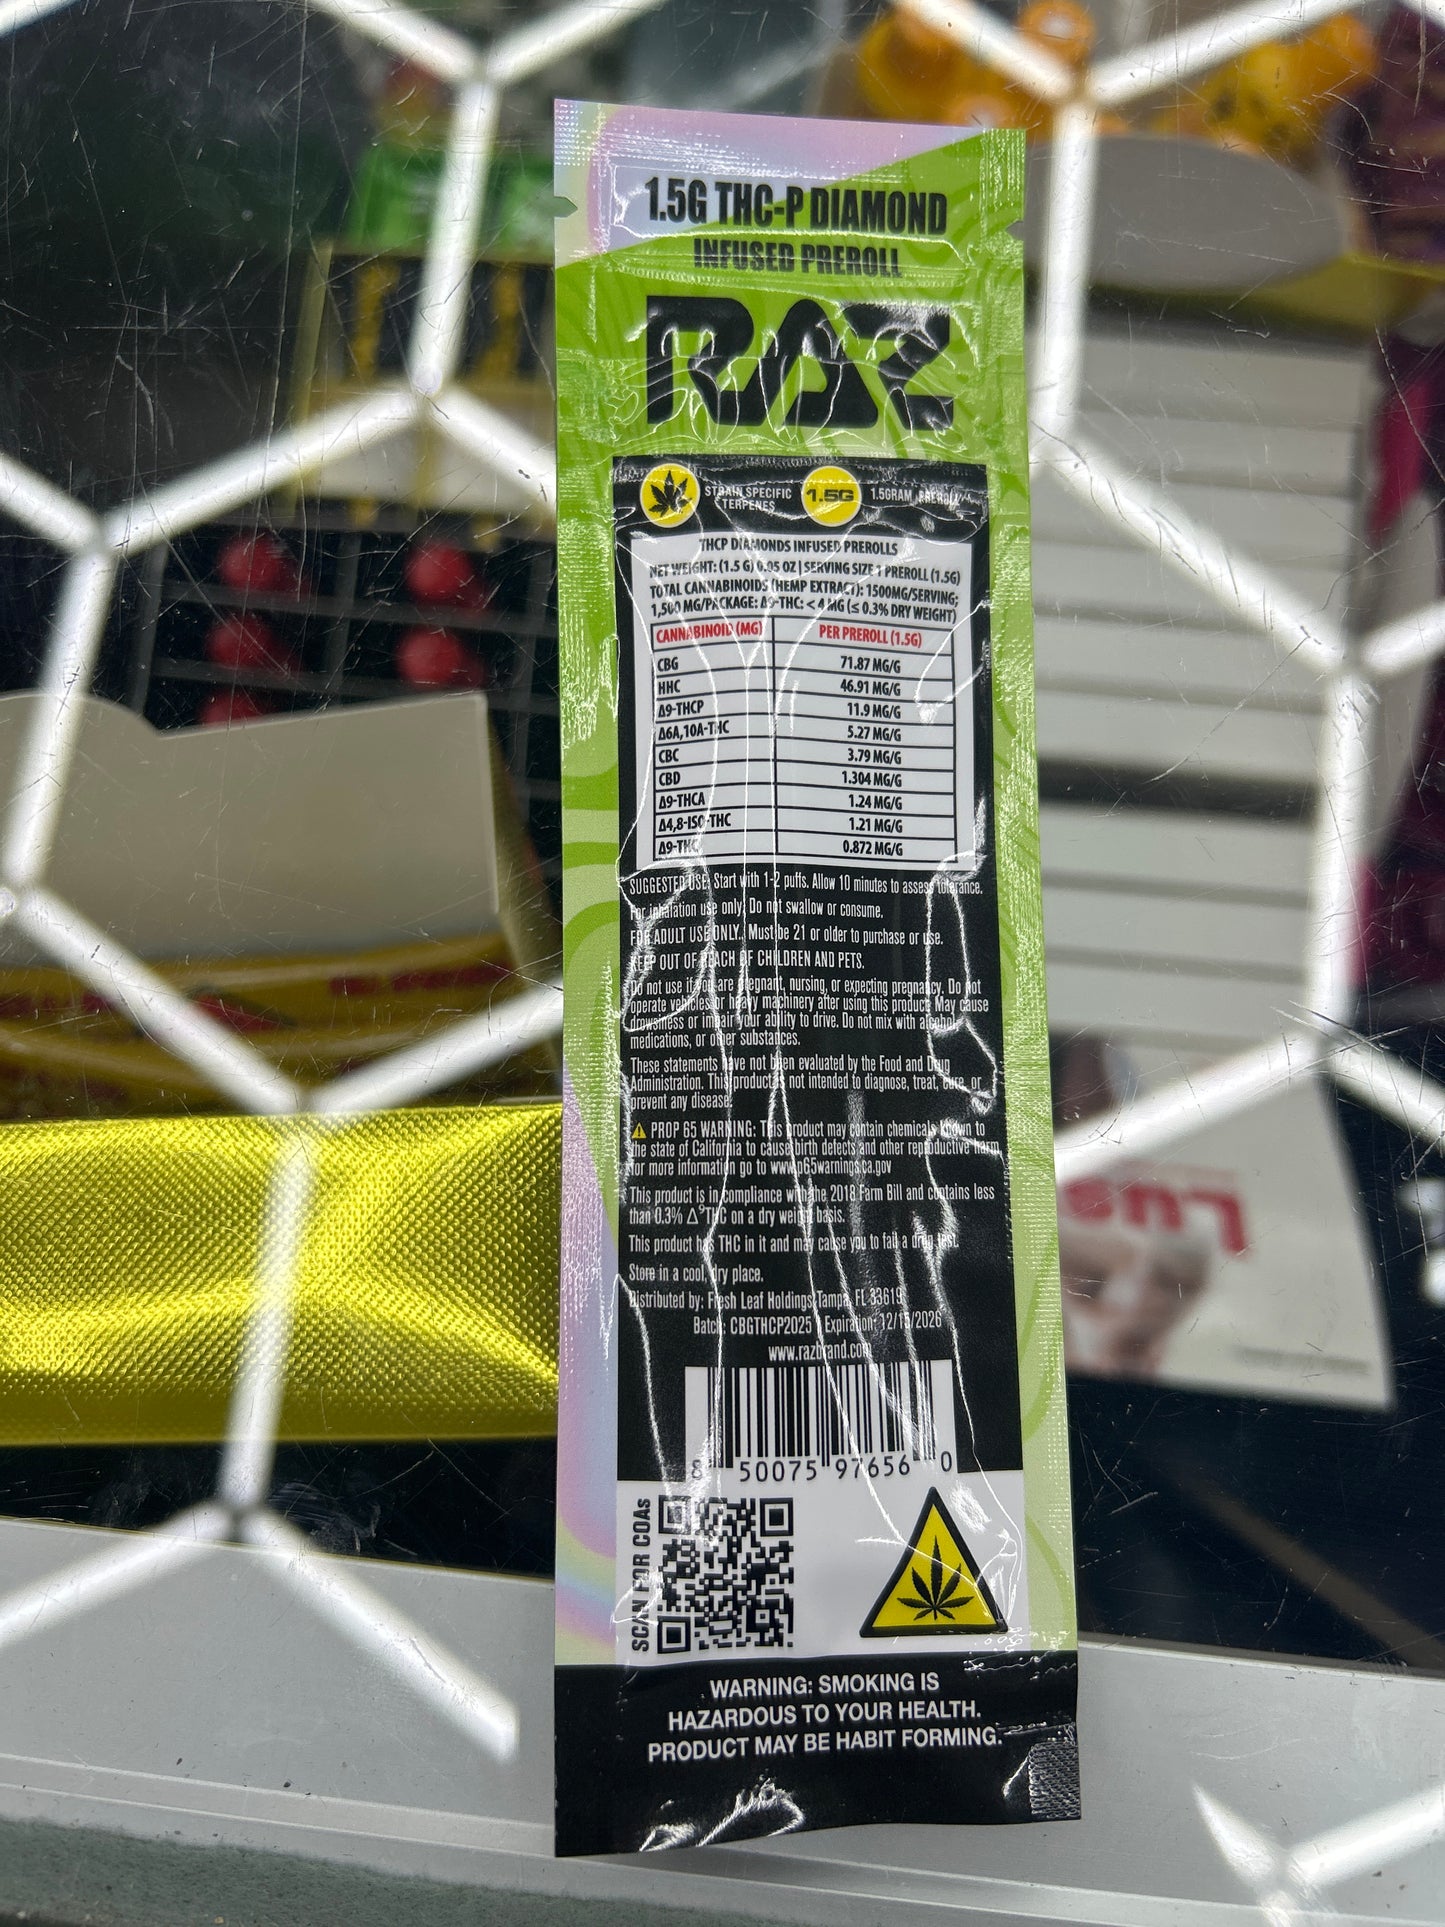 1.5G THC-P DIAMOND
INFUSED PREROLL
RAZ
STRAIN SPECIFIC
TERPENES
1.5G
1.5GRAM PREROLL
THCP DIAMONDS INFUSED PREROLLS
NET WEIGHT: (1.5 G) 0.05 OZ | SERVING SIZE 1 PREROLL (1.5G)
TOTAL CANNABINOIDS (HEMP EXTRACT): 1500MG/SERVING;
1,500 MG/PACKAGE: Δ9-THC: < 4 MG (≤ 0.3% DRY WEIGHT)
CANNABINOID (MG) PER PREROLL (1.5G)
CBG 71.87 MG/G
HHC 46.91 MG/G
Δ9-THCP 11.9 MG/G
Δ6A,10A-THC 5.27 MG/G
CBC 3.79 MG/G
CBD 1.304 MG/G
Δ9-THCA 1.24 MG/G
Δ4,8-ISO-THC 1.21 MG/G
Δ9-THC 0.872 MG/G
SUGGESTED USE: Start with 1-2 puffs. Allow 10 minutes to assess tolerance.
For inhalation use only. Do not swallow or consume.
FOR ADULT USE ONLY. Must be 21 or older to purchase or use.
KEEP OUT OF REACH OF CHILDREN AND PETS.
Do not use if you are pregnant, nursing, or expecting pregnancy. Do not
operate vehicles or heavy machinery after using this product. May cause
drowsiness or impair your ability to drive. Do not mix with alcohol,
medications, or other substances.
These statements have not been evaluated by the Food and Drug
Administration. This product is not intended to diagnose, treat, cure, or
prevent any disease.
PROP 65 WARNING: This product may contain chemicals known to
the state of California to cause birth defects and other reproductive harm
for more information go to www.p65warnings.ca.gov
This product is in compliance with the 2018 Farm Bill and contains less
than 0.3% Δ⁹THC on a dry weight basis.
This product has THC in it and may cause you to fail a drug test.
Store in a cool, dry place.
Distributed by: Fresh Leaf Holdings Tampa, FL 33619
Batch: CBGTHCP2025 | Expiration: 12/15/2026
www.razbrand.com
8 50075 97656 0
SCAN FOR COAs
WARNING: SMOKING IS
HAZARDOUS TO YOUR HEALTH.
PRODUCT MAY BE HABIT FORMING.